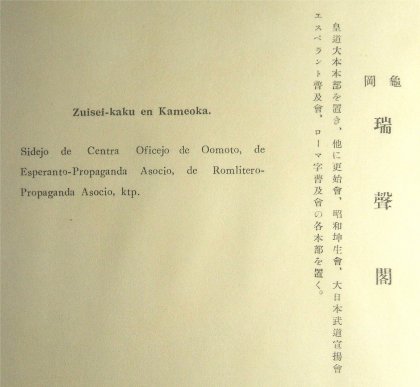 Zuisei-kaku en Kameoka.
Sidejo de Centra Oficejo de Oomoto, de
Esperanto-Propaganda Asocio, de Romlitero-
Propaganda Asocio, ktp.
龜岡
瑞聲閣
皇道大本本部を置き、他に更始會、昭和坤生會、大日本武道宣揚會
エスペラント普及會、ローマ字普及會の各本部を置く。